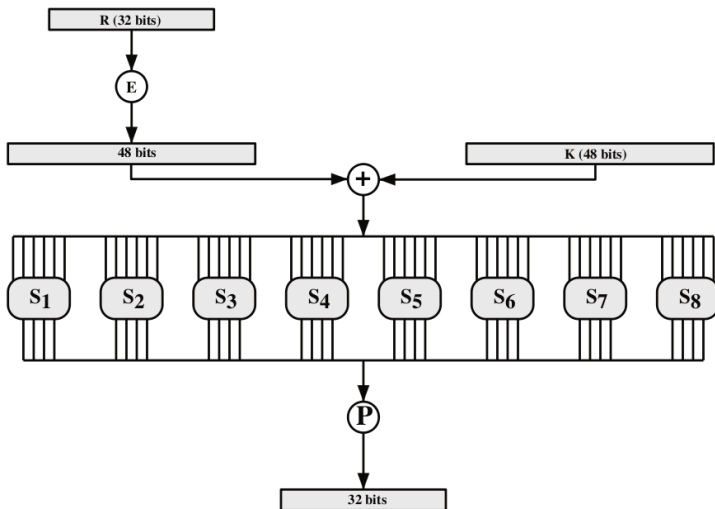 R (32 bits)
E
48 bits
K (48 bits)
+
S1 S2 S3 S4 S5 S6 S7 S8
P
32 bits